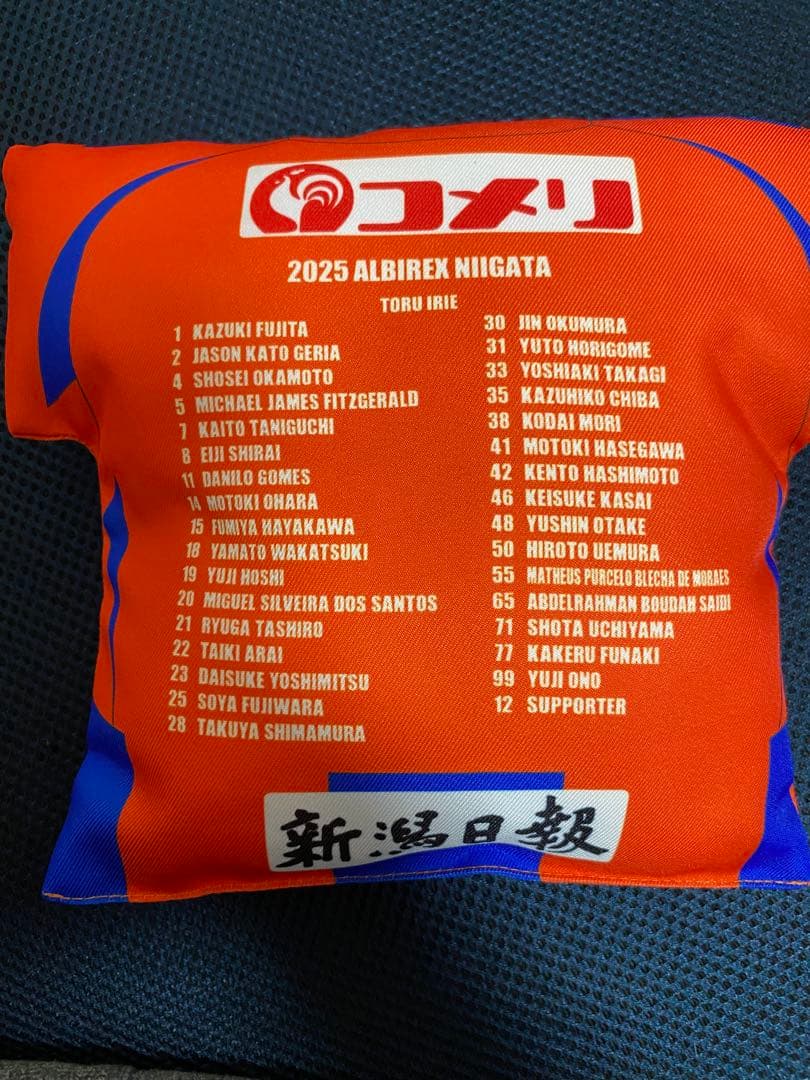 コメリ
2025 ALBIREX NIIGATA
TORU IRIE
1 KAZUKI FUJITA
2 JASON KATO GERIA
4 SHOSEI OKAMOTO
5 MICHAEL JAMES FITZGERALD
7 KAITO TANIGUCHI
8 EIJI SHIRAI
11 DANILO GOMES
14 MOTOKI OHARA
15 FUMIYA HAYAKAWA
18 YAMATO WAKATSUKI
19 YUJI HOSHI
20 MIGUEL SILVEIRA DOS SANTOS
21 RYUGA TASHIRO
22 TAIKI ARAI
23 DAISUKE YOSHIMITSU
25 SOYA FUJIWARA
28 TAKUYA SHIMAMURA
30 JIN OKUMURA
31 YUTO HORIGOME
33 YOSHIAKI TAKAGI
35 KAZUHIKO CHIBA
38 KODAI MORI
41 MOTOKI HASEGAWA
42 KENTO HASHIMOTO
46 KEISUKE KASAI
48 YUSHIN OTAKE
50 HIROTO UEMURA
55 MATHEUS PURCELO BLECHA DE MORAES
65 ABDELRAHMAN BOUDAH SAIDI
71 SHOTA UCHIYAMA
77 KAKERU FUNAKI
99 YUJI ONO
12 SUPPORTER
新潟日報